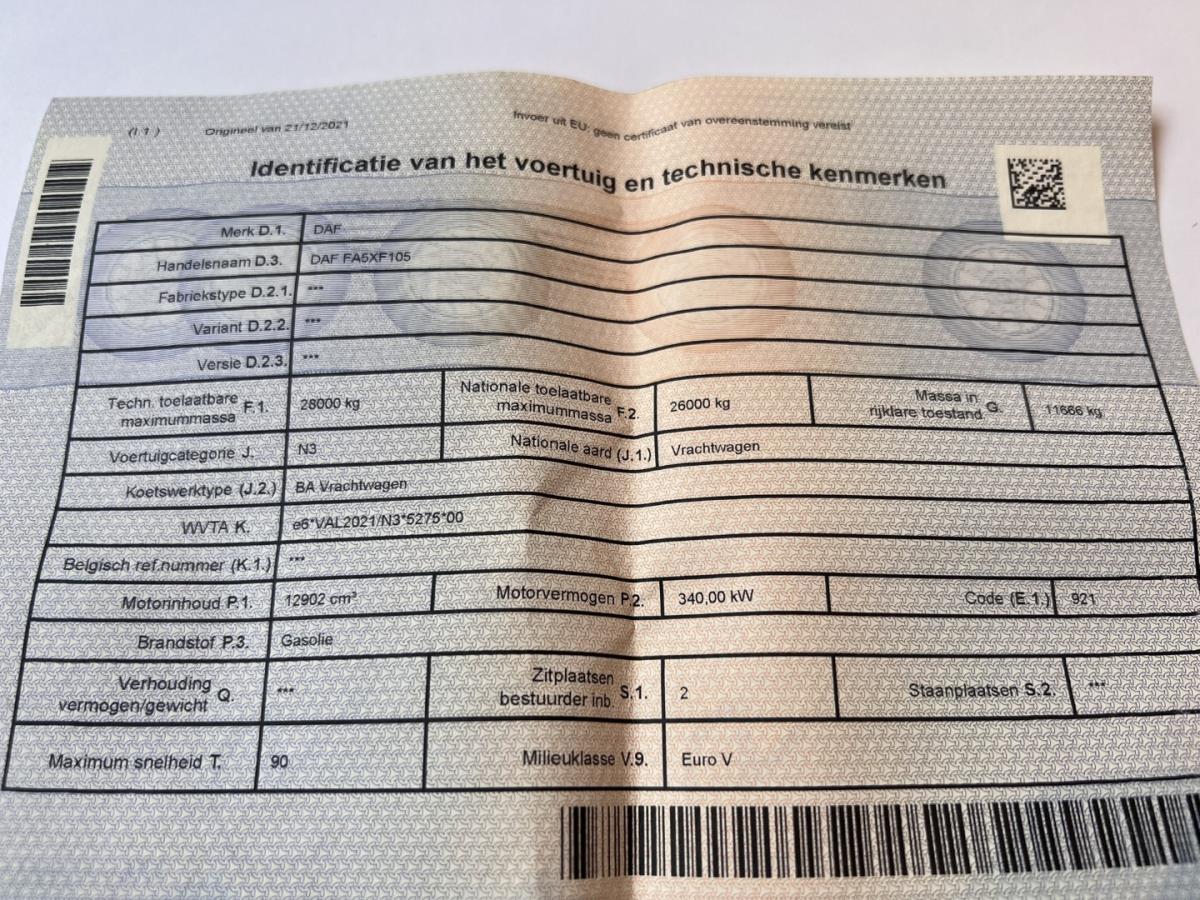 (I 1 ) Origineel van 21/12/2021 Invoer uit EU: geen certificaat van overeenstemming vereist
Identificatie van het voertuig en technische kenmerken
Merk D.1. DAF
Handelsnaam D.3. DAF FA5XF105
Fabriekstype D.2.1. ***
Variant D.2.2. ***
Versie D.2.3. ***
Techn. toelaatbare maximummassa F.1. 28000 kg Nationale toelaatbare maximummassa F.2. 26000 kg Massa in rijklare toestand G. 11666 kg
Voertuigcategorie J. N3 Nationale aard (J.1.) Vrachtwagen
Koetswerktype (J.2.) BA Vrachtwagen
WVTA K. e6*VAL2021/N3*5275*00
Belgisch ref.nummer (K.1.) ***
Motorinhoud P.1. 12902 cm³ Motorvermogen P.2. 340,00 kW Code (E.1.) 921
Brandstof P.3. Gasolie
Verhouding vermogen/gewicht Q. *** Zitplaatsen bestuurder inb. S.1. 2 Staanplaatsen S.2. ***
Maximum snelheid T. 90 Milieuklasse V.9. Euro V